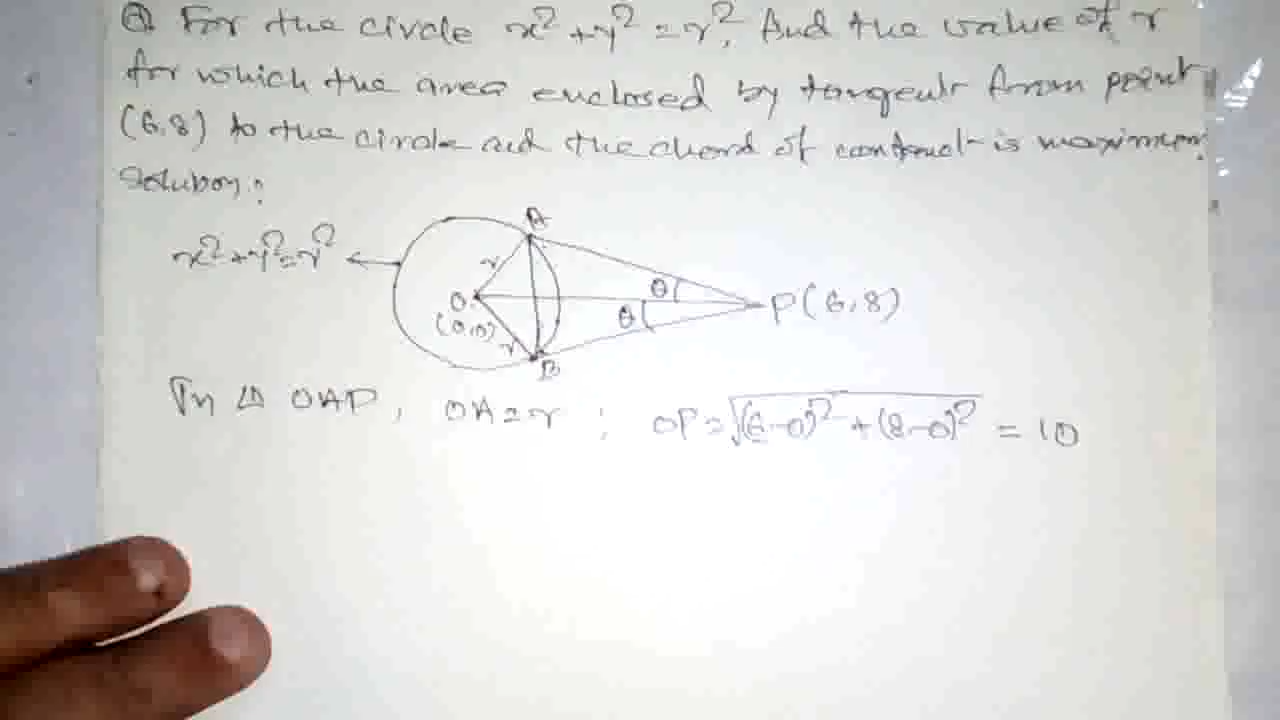 Q For the circle x²+y²=r², find the value of r
for which the area enclosed by tangents from point
(6,8) to the circle and the chord of contact is maximum
Solution:
A
x²+y²=r²
r
θ
O
P(6,8)
θ
(0,0)
r
B
In △ OAP, OA=r ; OP=√(6-0)²+(8-0)² = 10